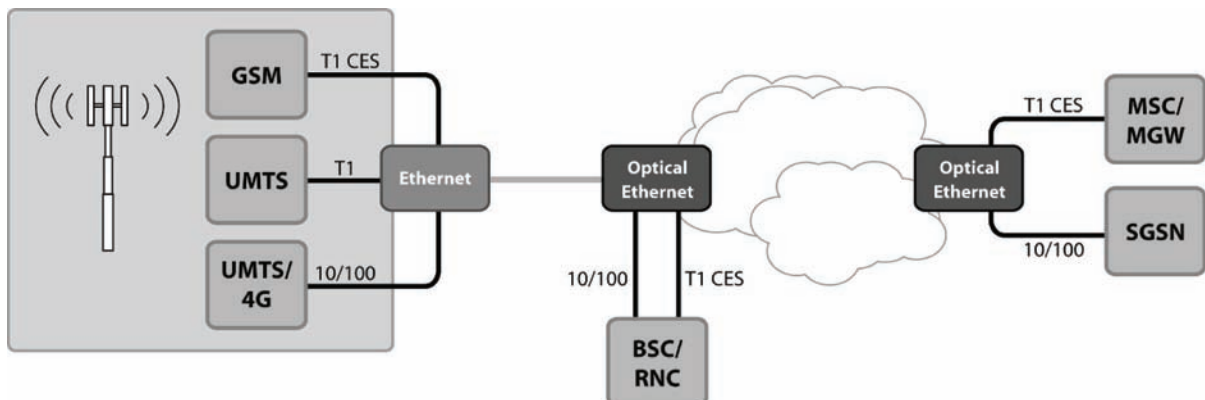 GSM
T1 CES
UMTS
T1
UMTS/
4G
10/100
Ethernet
Optical
Ethernet
10/100
T1 CES
BSC/
RNC
Optical
Ethernet
T1 CES
MSC/
MGW
10/100
SGSN